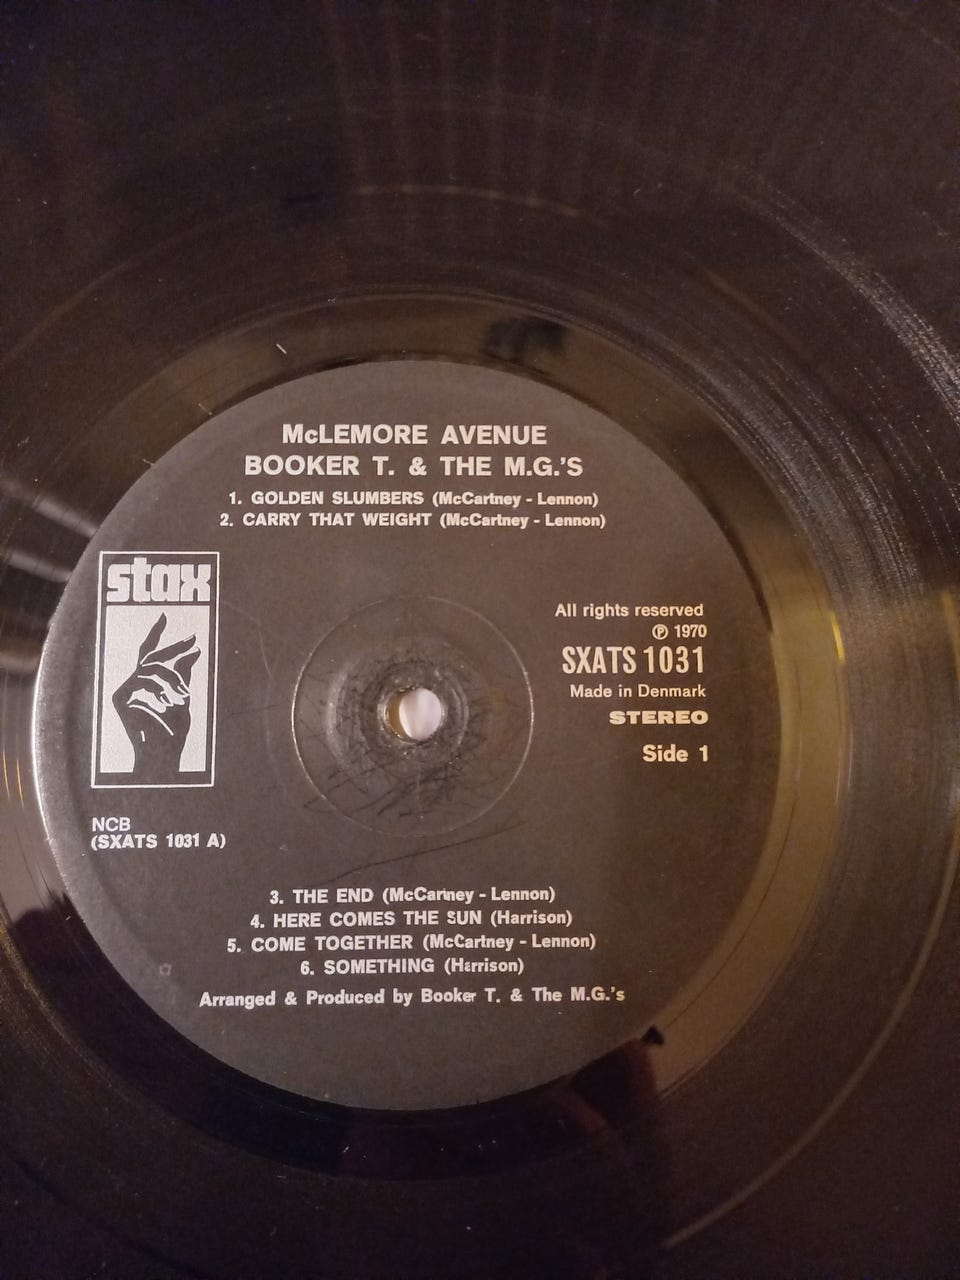 McLEMORE AVENUE
BOOKER T. & THE M.G.'S
1. GOLDEN SLUMBERS (McCartney - Lennon)
2. CARRY THAT WEIGHT (McCartney - Lennon)
stax
All rights reserved
℗ 1970
SXATS 1031
Made in Denmark
STEREO
Side 1
NCB
(SXATS 1031 A)
3. THE END (McCartney - Lennon)
4. HERE COMES THE SUN (Harrison)
5. COME TOGETHER (McCartney - Lennon)
6. SOMETHING (Harrison)
Arranged & Produced by Booker T. & The M.G.'s